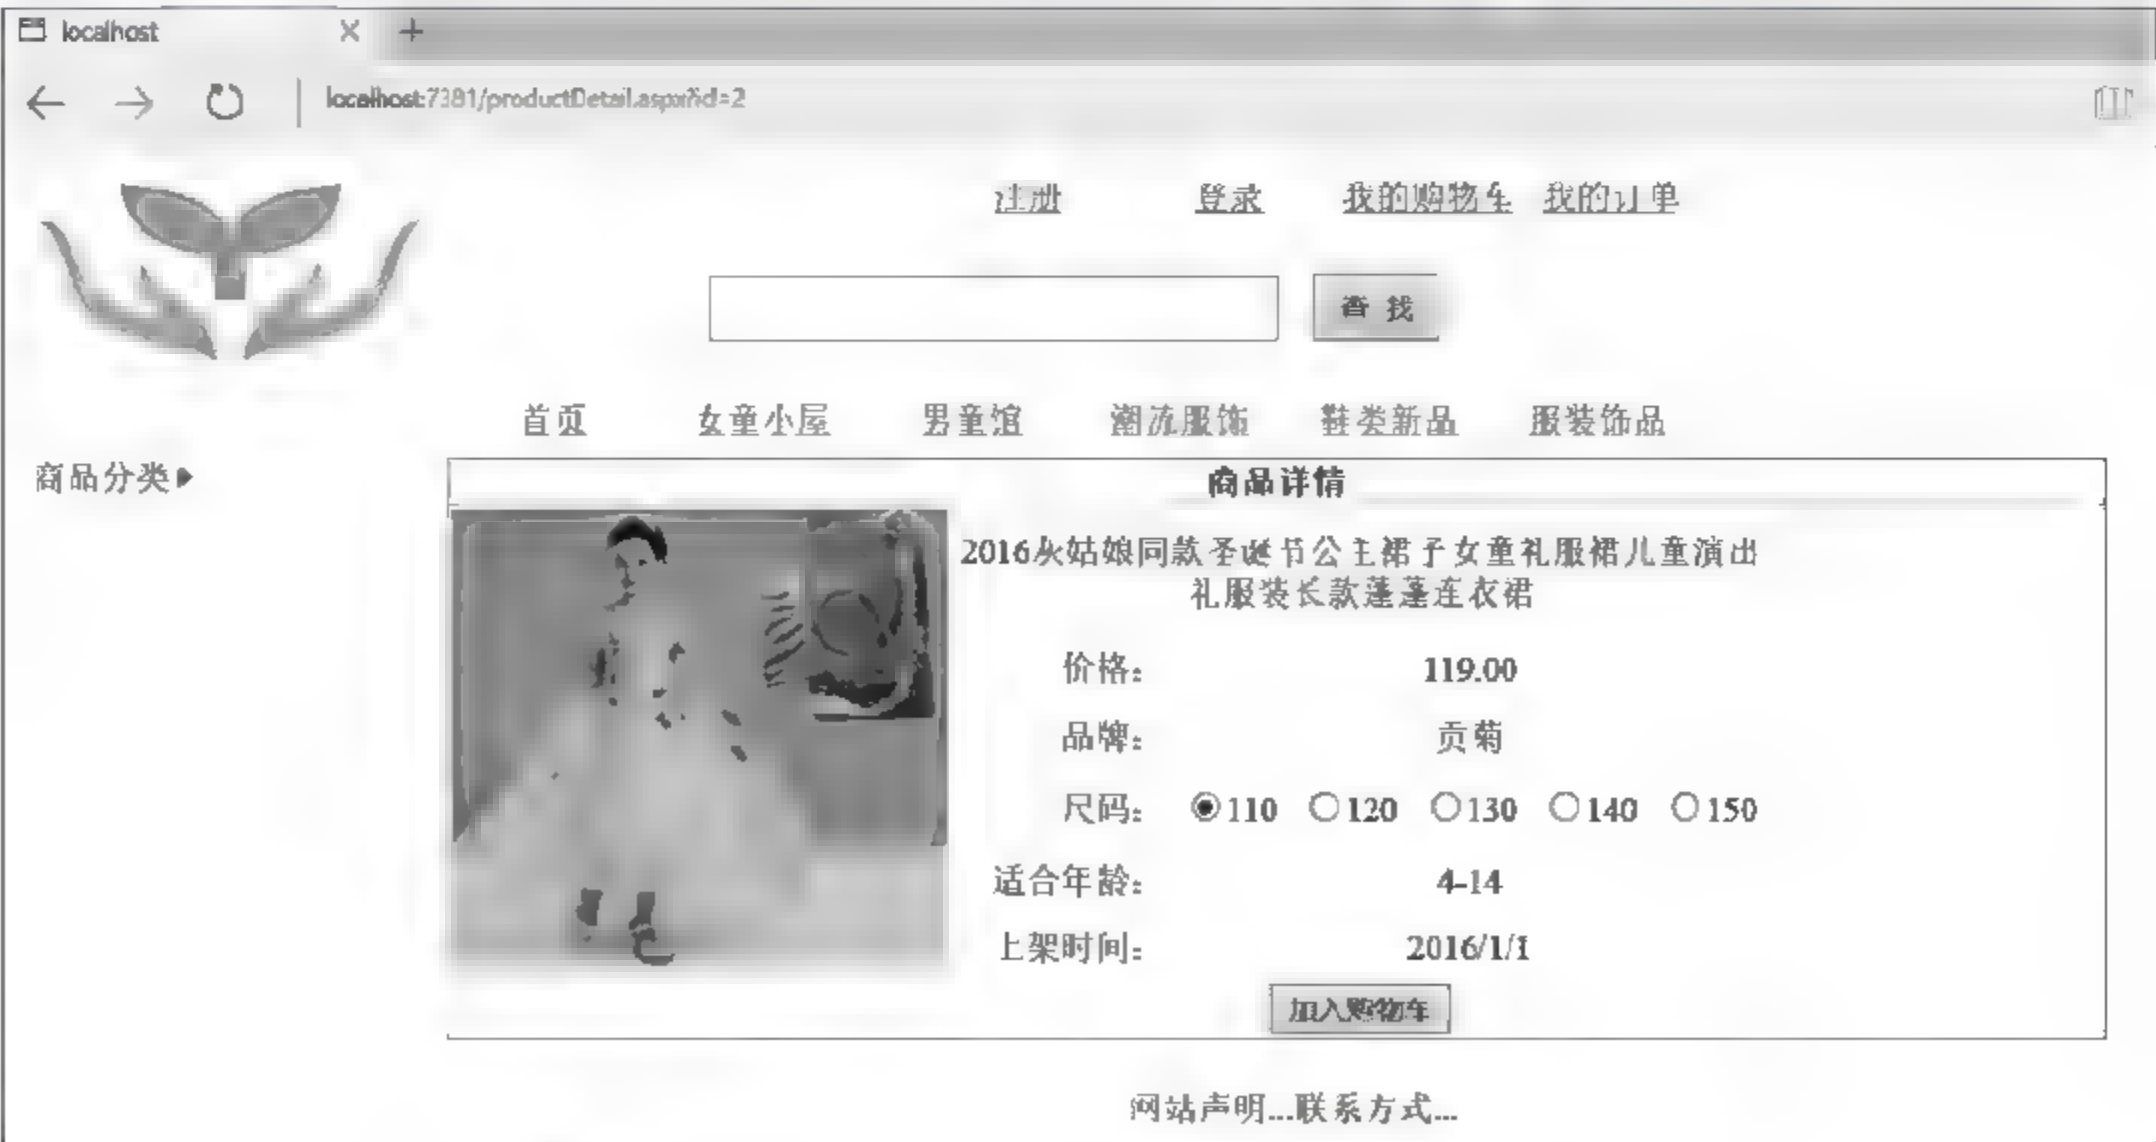 localhost
localhost:7381/productDetail.aspx?id=2
注册 登录 我的购物车 我的订单
查 找
首页 女童小屋 男童馆 潮流服饰 鞋类新品 服装饰品
商品分类
商品详情
2016灰姑娘同款圣诞节公主裙子女童礼服裙儿童演出
礼服装长款蓬蓬连衣裙
价格： 119.00
品牌： 贡菊
尺码： 110 120 130 140 150
适合年龄： 4-14
上架时间： 2016/1/1
加入购物车
网站声明...联系方式...